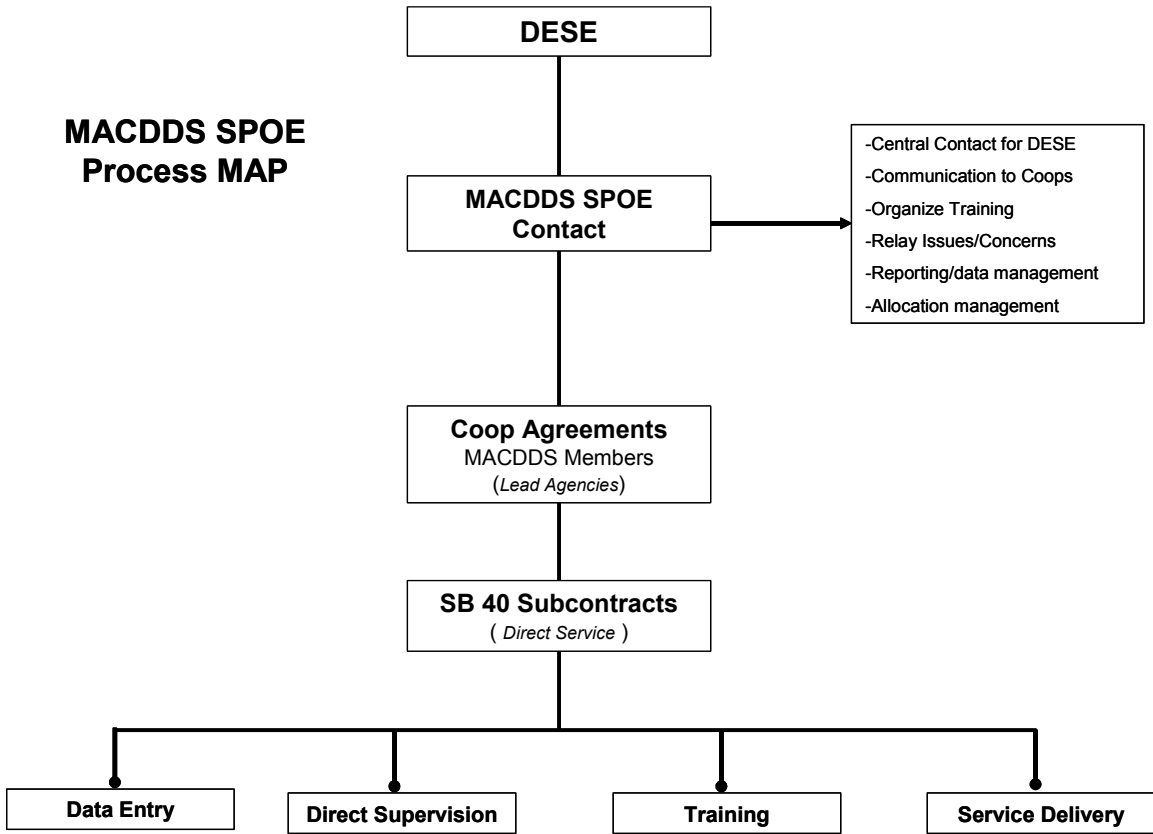 DESE
MACDDS SPOE
Process MAP
MACDDS SPOE
Contact
-Central Contact for DESE
-Communication to Coops
-Organize Training
-Relay Issues/Concerns
-Reporting/data management
-Allocation management
Coop Agreements
MACDDS Members
(Lead Agencies)
SB 40 Subcontracts
( Direct Service )
Data Entry
Direct Supervision
Training
Service Delivery